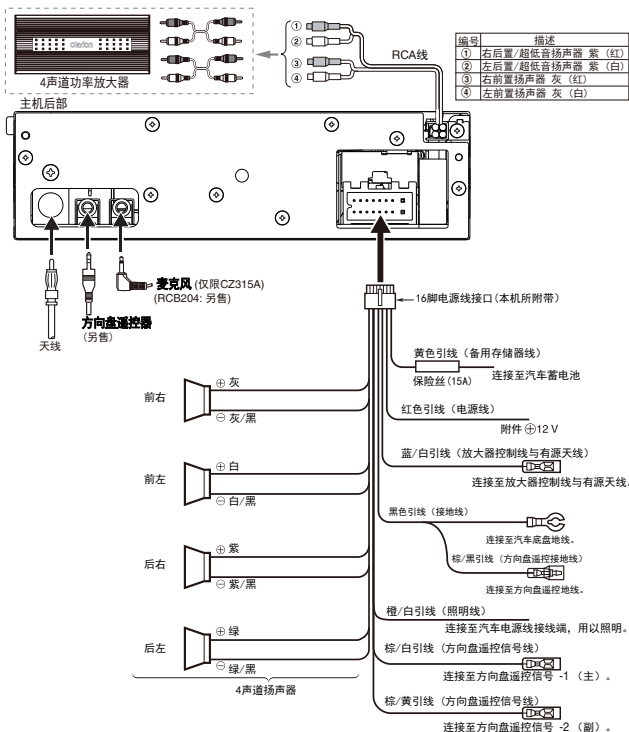 编号 描述
① 右后置/超低音扬声器 紫 (红)
② 左后置/超低音扬声器 紫 (白)
③ 右前置扬声器 灰 (红)
④ 左前置扬声器 灰 (白)
①
②
③
④
RCA线
clarion
4声道功率放大器
主机后部
麦克风 (仅限CZ315A)
(RCB204: 另售)
方向盘遥控器
(另售)
天线
16脚电源线接口(本机所附带)
黄色引线 (备用存储器线)
保险丝(15A)
连接至汽车蓄电池
红色引线 (电源线)
附件 ⊕12 V
蓝/白引线 (放大器控制线与有源天线)
连接至放大器控制线与有源天线.
黑色引线 (接地线)
连接至汽车底盘地线。
棕/黑引线 (方向盘遥控接地线)
连接至方向盘遥控地线。
橙/白引线 (照明线)
连接至汽车电源线接线端, 用以照明。
棕/白引线 (方向盘遥控信号线)
连接至方向盘遥控信号 -1 (主) 。
棕/黄引线 (方向盘遥控信号线)
连接至方向盘遥控信号 -2 (副) 。
前右
⊕ 灰
⊖ 灰/黑
前左
⊕ 白
⊖ 白/黑
后右
⊕ 紫
⊖ 紫/黑
后左
⊕ 绿
⊖ 绿/黑
4声道扬声器